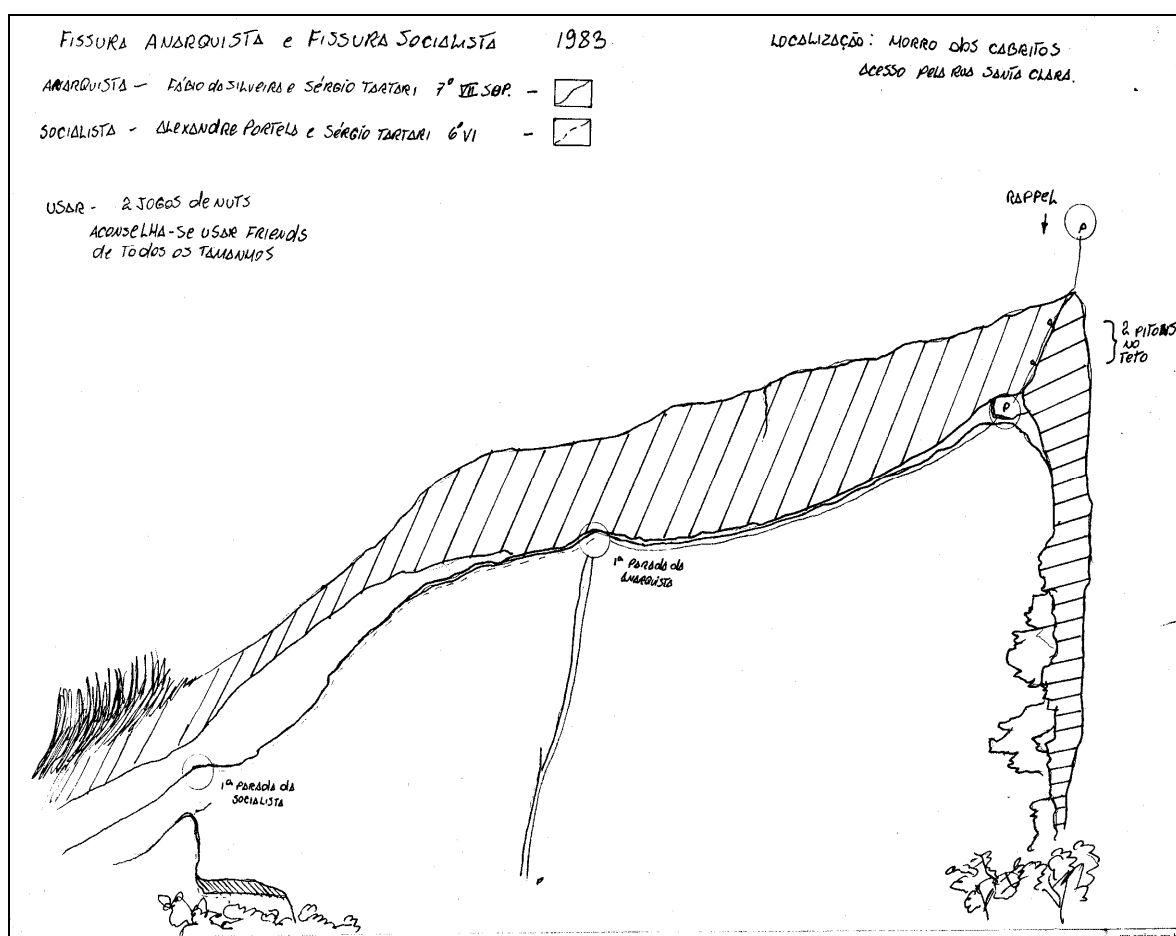 FISSURA ANARQUISTA e FISSURA SOCIALISTA 1983
LOCALIZAÇÃO: MORRO dos CABRITOS
ACESSO PELA RUA SANTA CLARA.
ANARQUISTA - FÁBIO da SILVEIRA e SÉRGIO TARTARI 7º VII SUP. -
SOCIALISTA - ALEXANDRE PORTELA e SÉRGIO TARTARI 6º VI -
USAR - 2 JOGOS de NUTS
ACONSELHA-SE USAR FRIENDS
de TODOS OS TAMANHOS
RAPPEL
P
2 PITONS
NO
TETO
P
1ª PARADA da
ANARQUISTA
1ª PARADA da
SOCIALISTA